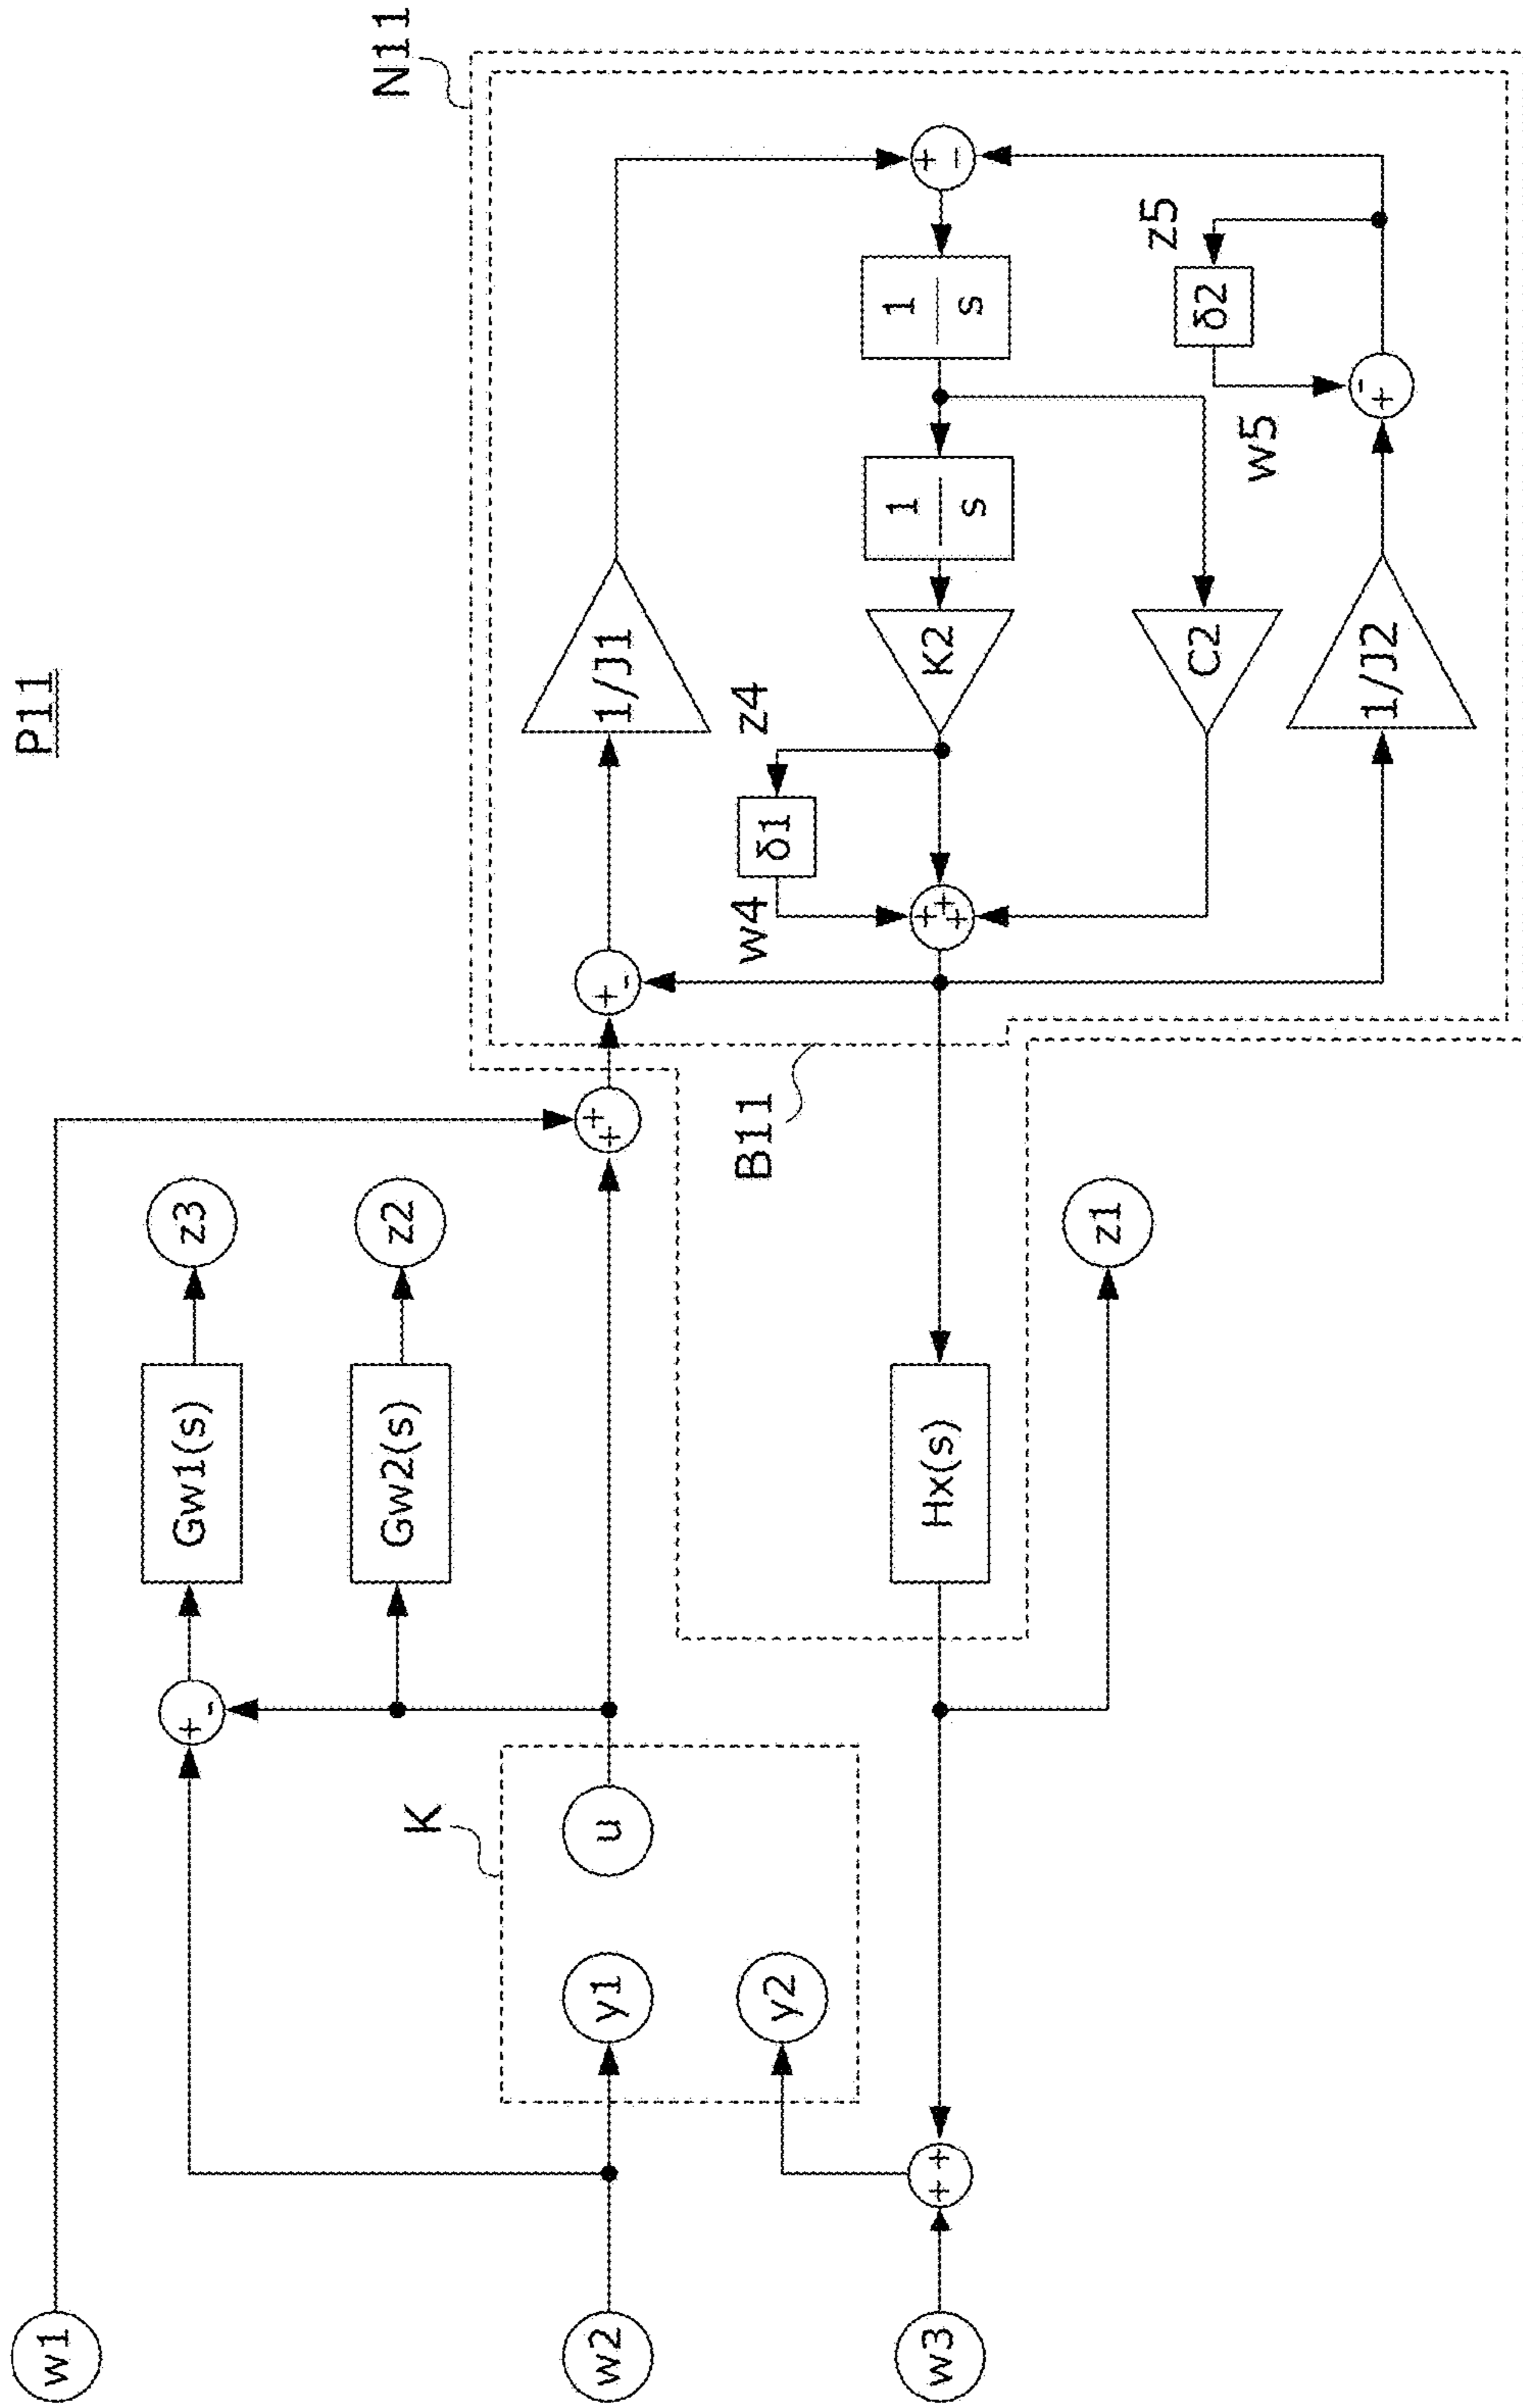 P11
w1
z3
Gw1(s)
+ -
z2
Gw2(s)
N11
K
u
y1
w2
+ +
+ -
1/J1
+ -
1
s
1
s
K2
z4
δ1
w4
+ + +
B11
y2
Hx(s)
w3
+ +
z1
C2
z5
δ2
w5
+ -
1/J2